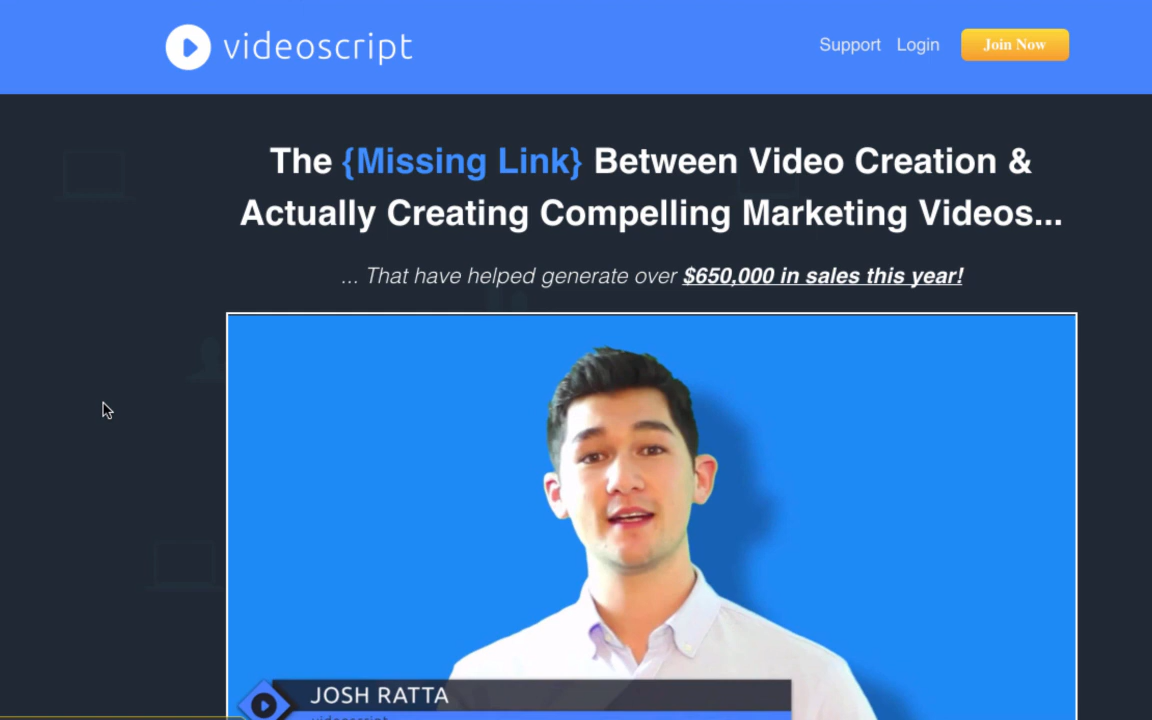 videoscript
Support Login Join Now
The {Missing Link} Between Video Creation &
Actually Creating Compelling Marketing Videos...
... That have helped generate over $650,000 in sales this year!
JOSH RATTA
videoscript